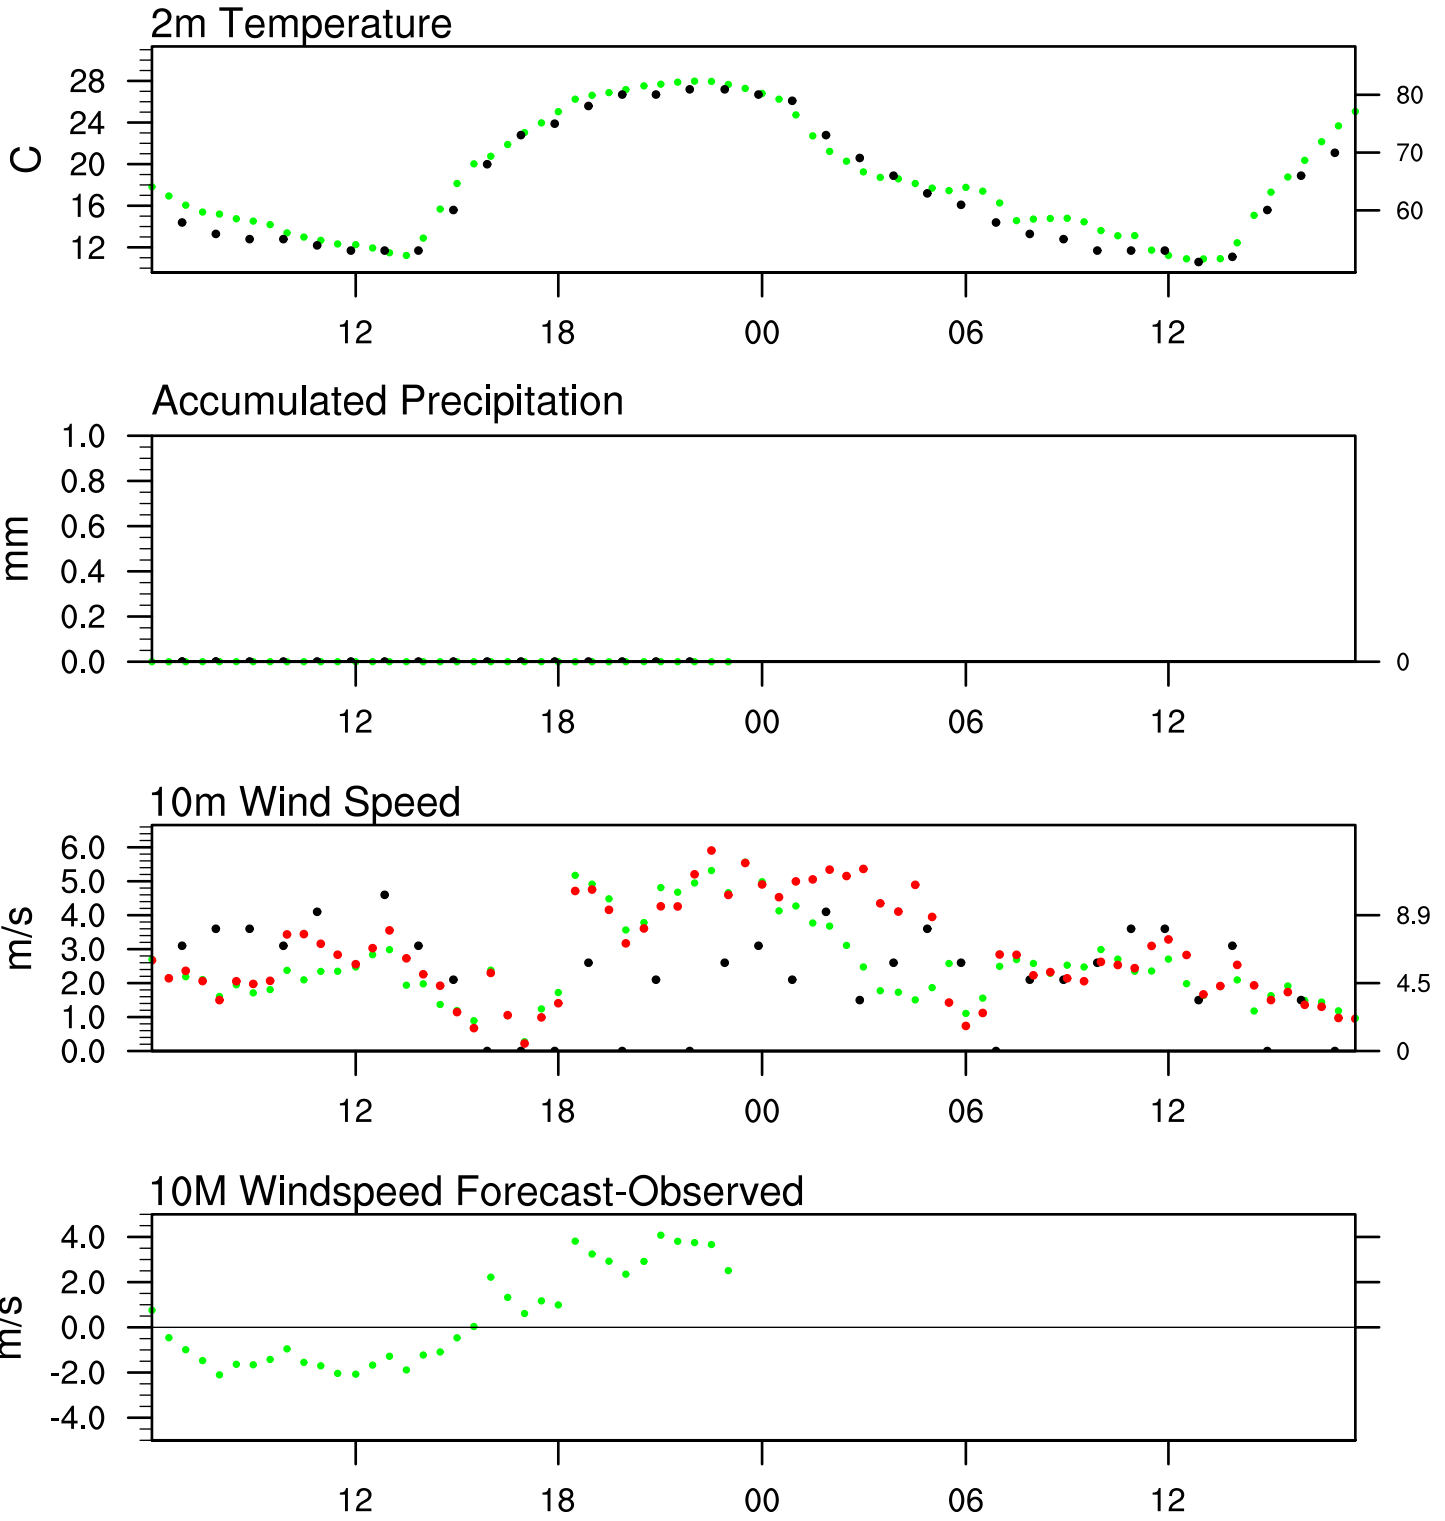 2m Temperature
28
24
20
16
12
C
80
70
60
12 18 00 06 12
Accumulated Precipitation
1.0
0.8
0.6
0.4
0.2
0.0
mm
0
12 18 00 06 12
10m Wind Speed
6.0
5.0
4.0
3.0
2.0
1.0
0.0
m/s
8.9
4.5
0
12 18 00 06 12
10M Windspeed Forecast-Observed
4.0
2.0
0.0
-2.0
-4.0
m/s
12 18 00 06 12